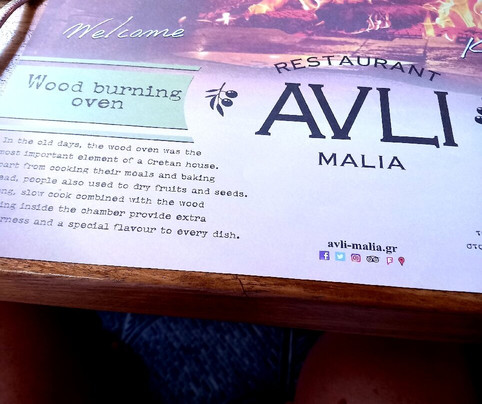 Welcome
Wood burning
oven
In the old days, the wood oven was the
most important element of a Cretan house.
part from cooking their meals and baking
ead, people also used to dry fruits and seeds.
ng, slow cook combined with the wood
ing inside the chamber provide extra
rness and a special flavour to every dish.
RESTAURANT
AVLI
MALIA
avli-malia.gr